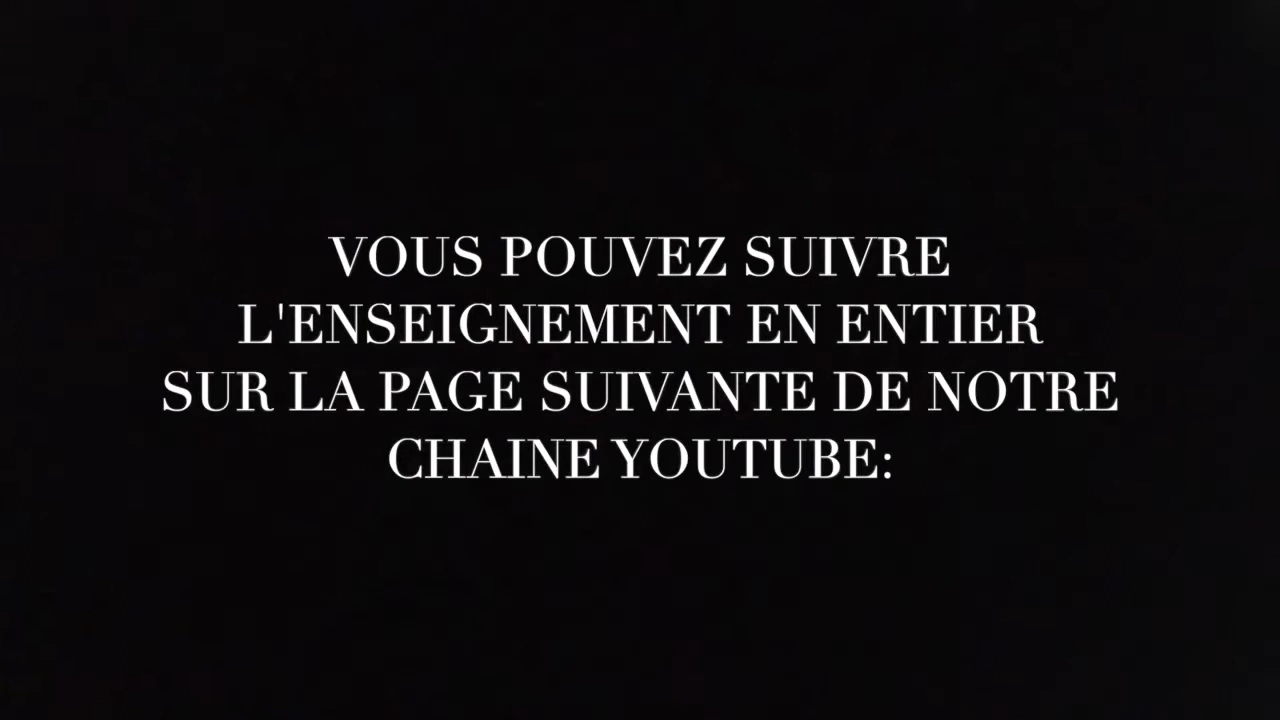 VOUS POUVEZ SUIVRE
L'ENSEIGNEMENT EN ENTIER
SUR LA PAGE SUIVANTE DE NOTRE
CHAINE YOUTUBE: